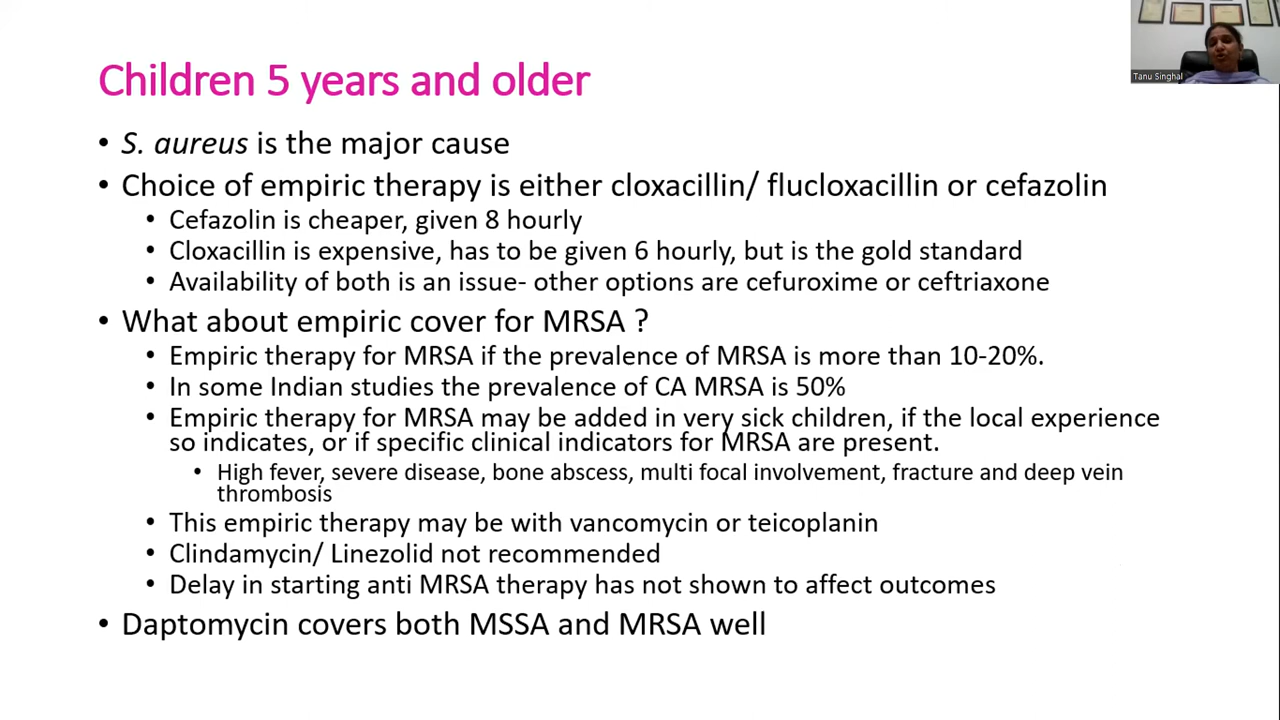 Tanu Singhal
Children 5 years and older
• S. aureus is the major cause
• Choice of empiric therapy is either cloxacillin/ flucloxacillin or cefazolin
• Cefazolin is cheaper, given 8 hourly
• Cloxacillin is expensive, has to be given 6 hourly, but is the gold standard
• Availability of both is an issue- other options are cefuroxime or ceftriaxone
• What about empiric cover for MRSA ?
• Empiric therapy for MRSA if the prevalence of MRSA is more than 10-20%.
• In some Indian studies the prevalence of CA MRSA is 50%
• Empiric therapy for MRSA may be added in very sick children, if the local experience
so indicates, or if specific clinical indicators for MRSA are present.
• High fever, severe disease, bone abscess, multi focal involvement, fracture and deep vein
thrombosis
• This empiric therapy may be with vancomycin or teicoplanin
• Clindamycin/ Linezolid not recommended
• Delay in starting anti MRSA therapy has not shown to affect outcomes
• Daptomycin covers both MSSA and MRSA well